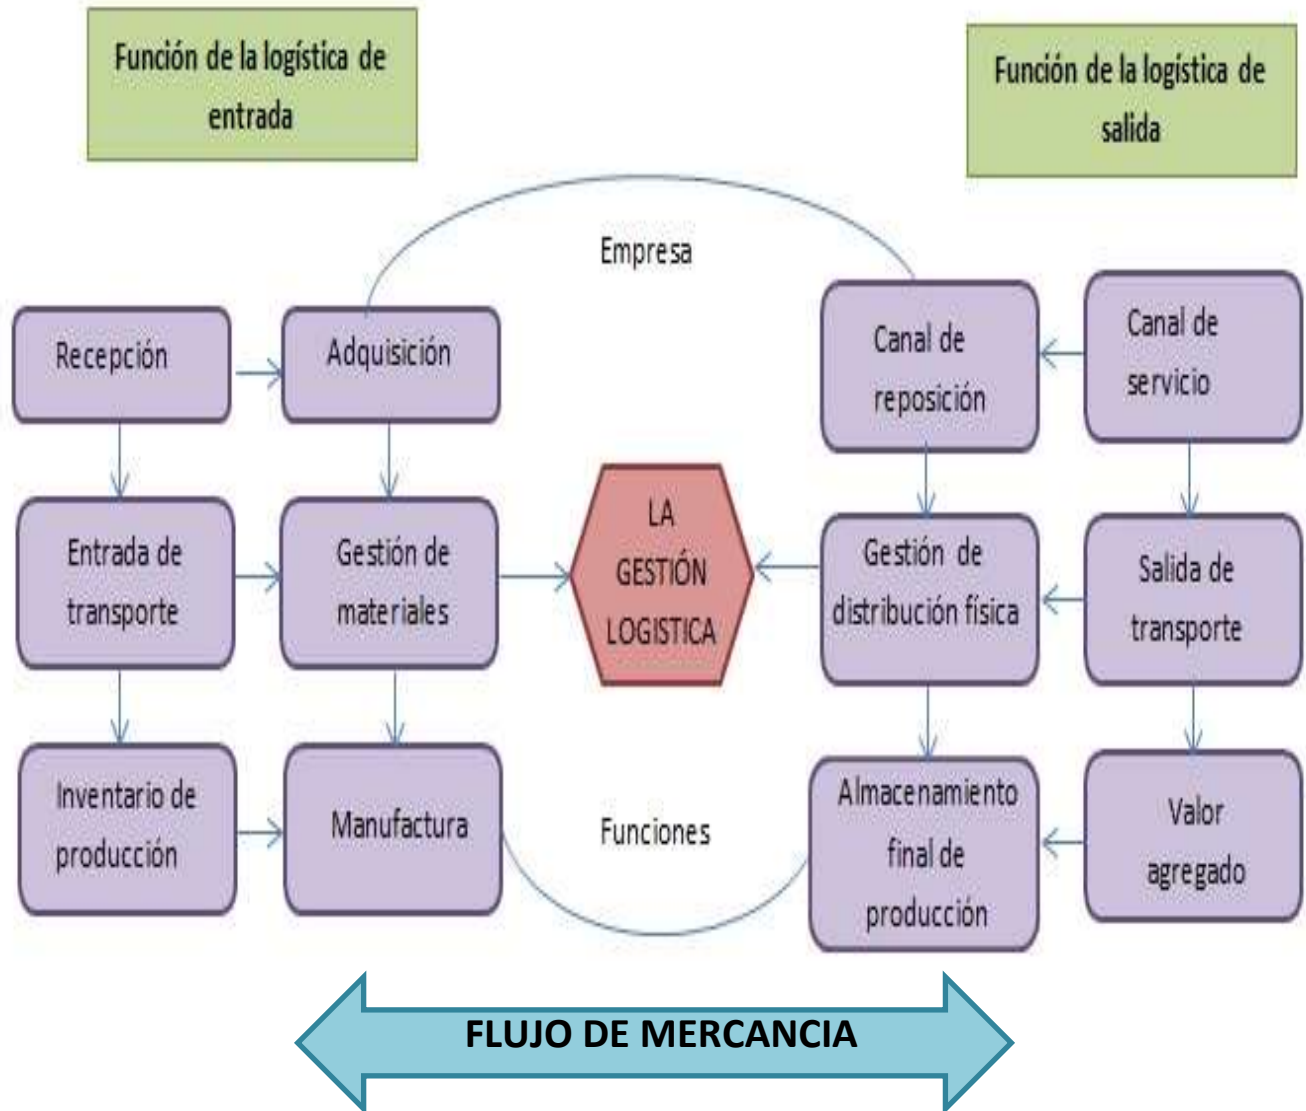 Función de la logística de
entrada
Función de la logística de
salida
Empresa
Recepción
Adquisición
Canal de
reposición
Canal de
servicio
Entrada de
transporte
Gestión de
materiales
LA
GESTIÓN
LOGISTICA
Gestión de
distribución física
Salida de
transporte
Inventario de
producción
Manufactura
Funciones
Almacenamiento
final de
producción
Valor
agregado
FLUJO DE MERCANCIA